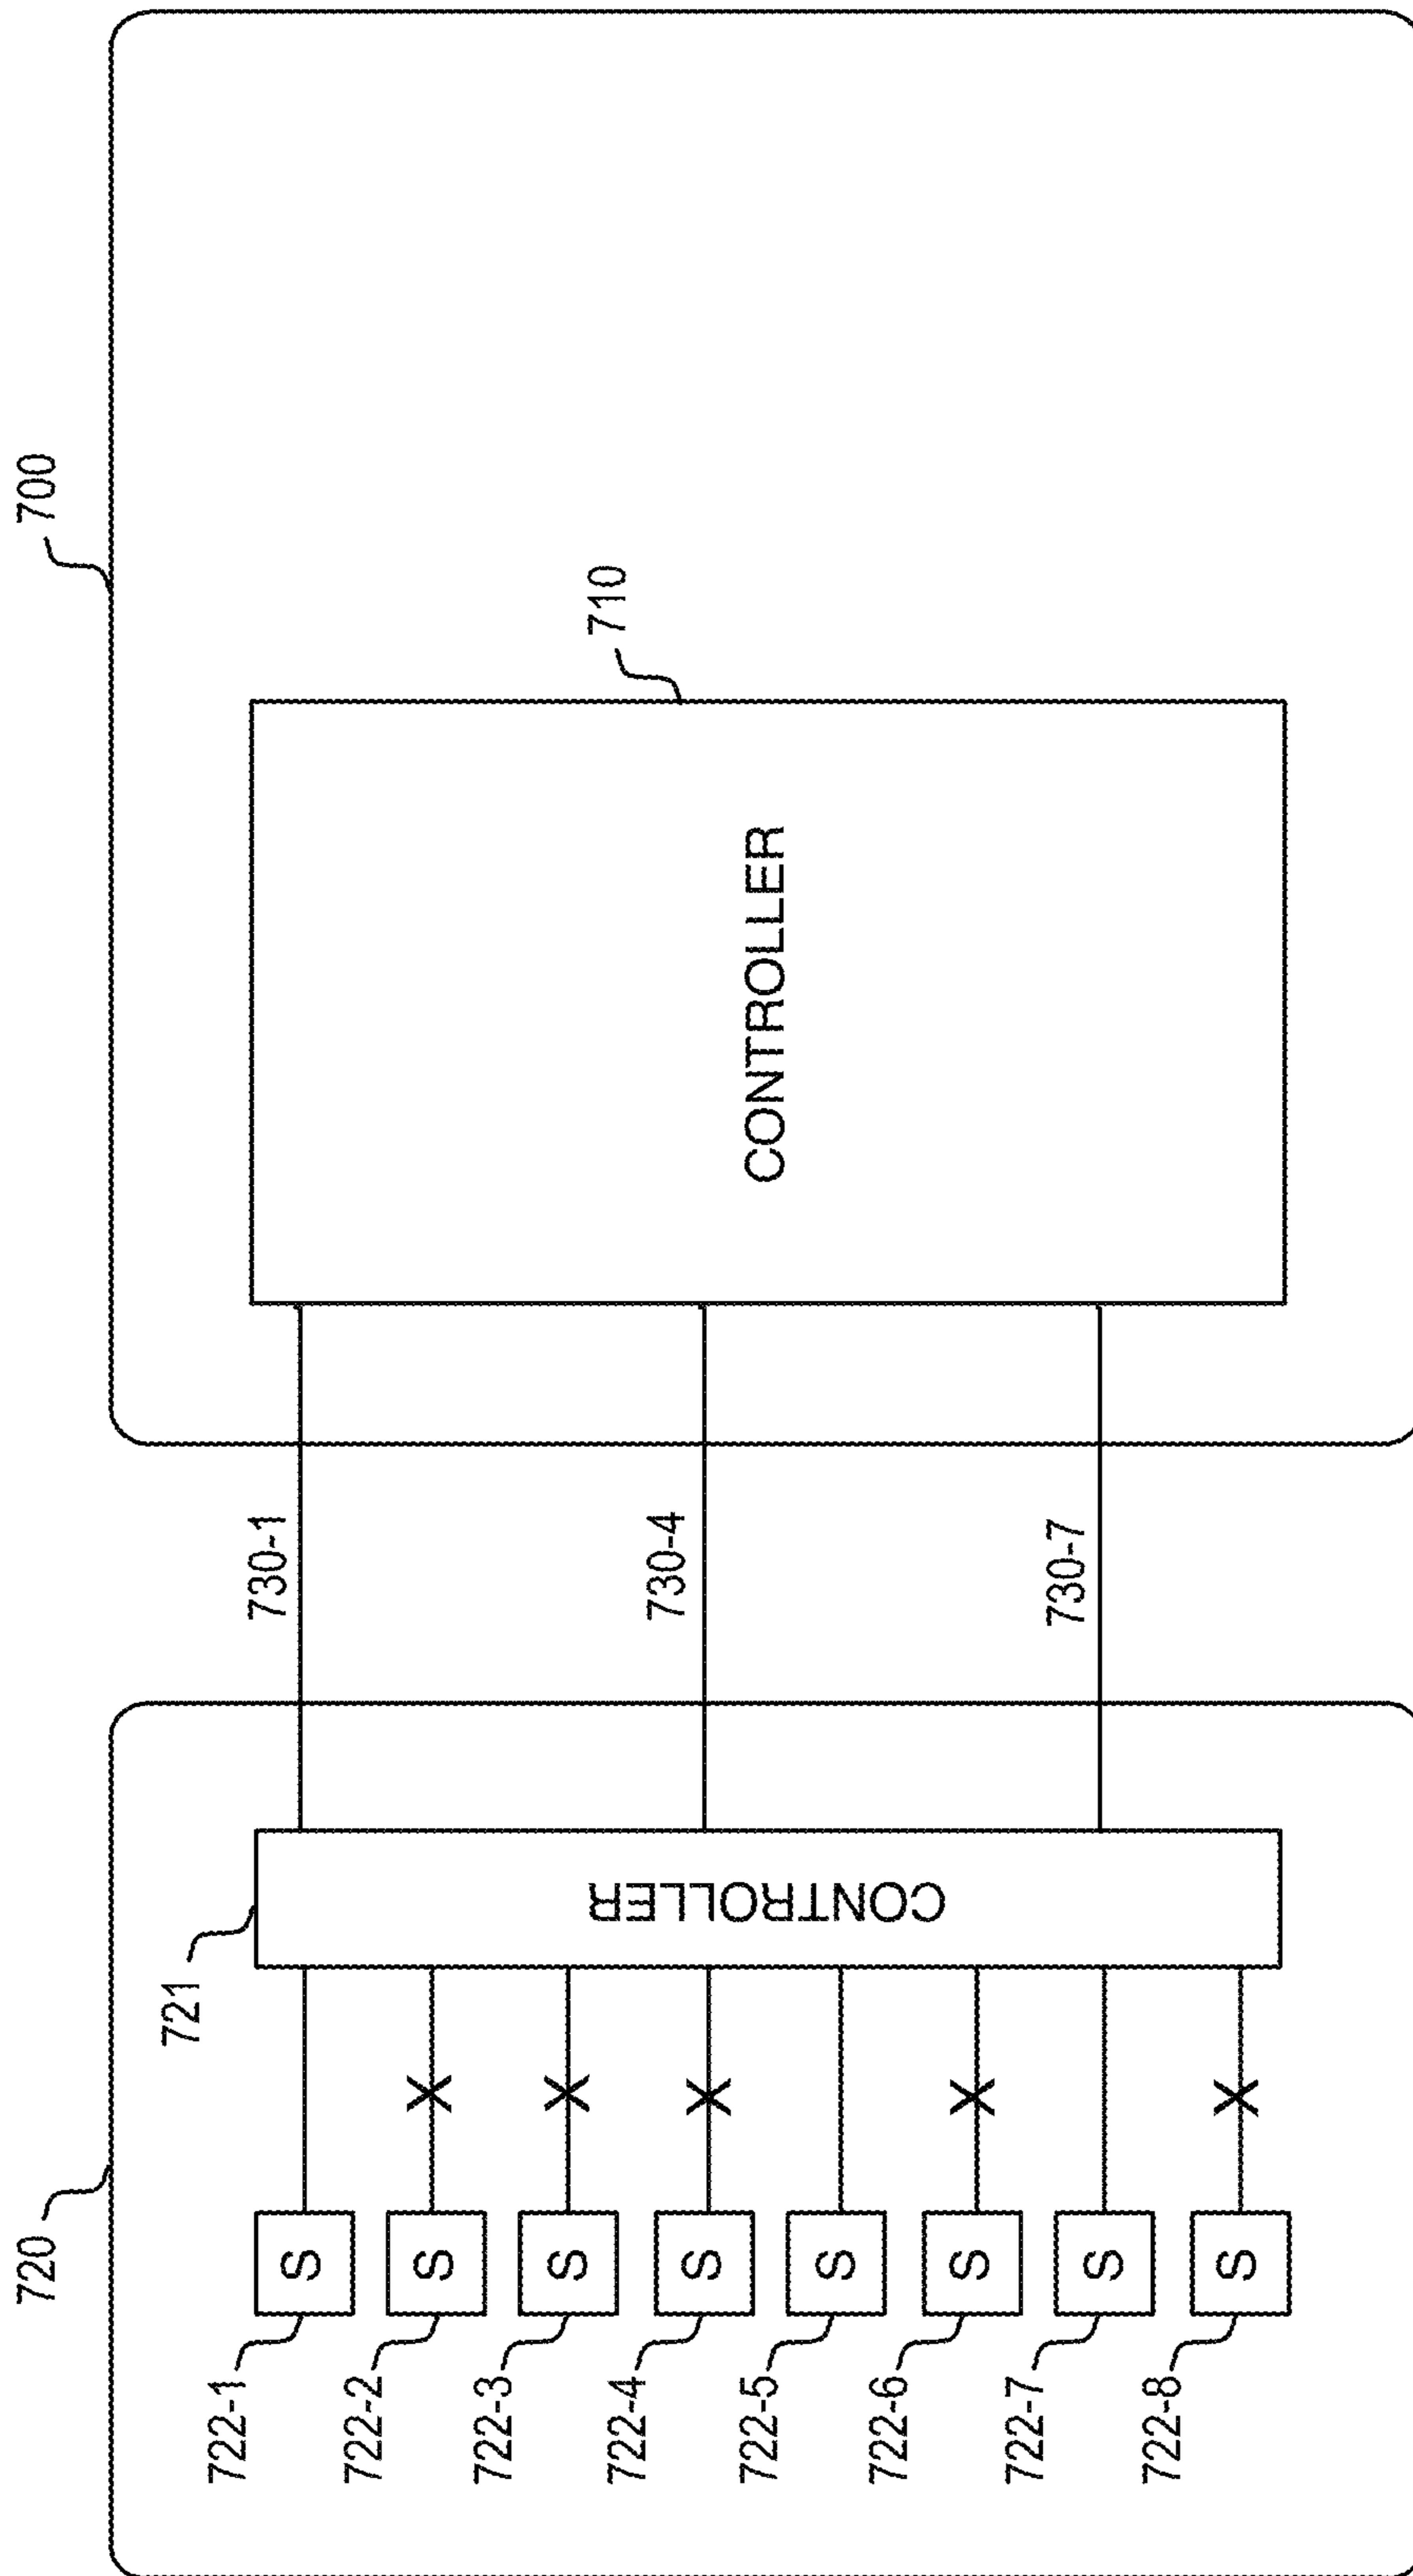 720
721
722-1
S
722-2
S
X
722-3
S
X
722-4
S
X
722-5
S
722-6
S
X
722-7
S
722-8
S
X
CONTROLLER
730-1
730-4
730-7
700
710
CONTROLLER